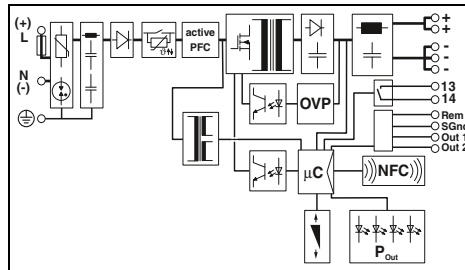 (+)
L
N
(-)
ϑ
active
PFC
OVP
+
+
-
-
-
13
14
Rem
SGnd
Out 1
Out 2
μC
NFC
P Out